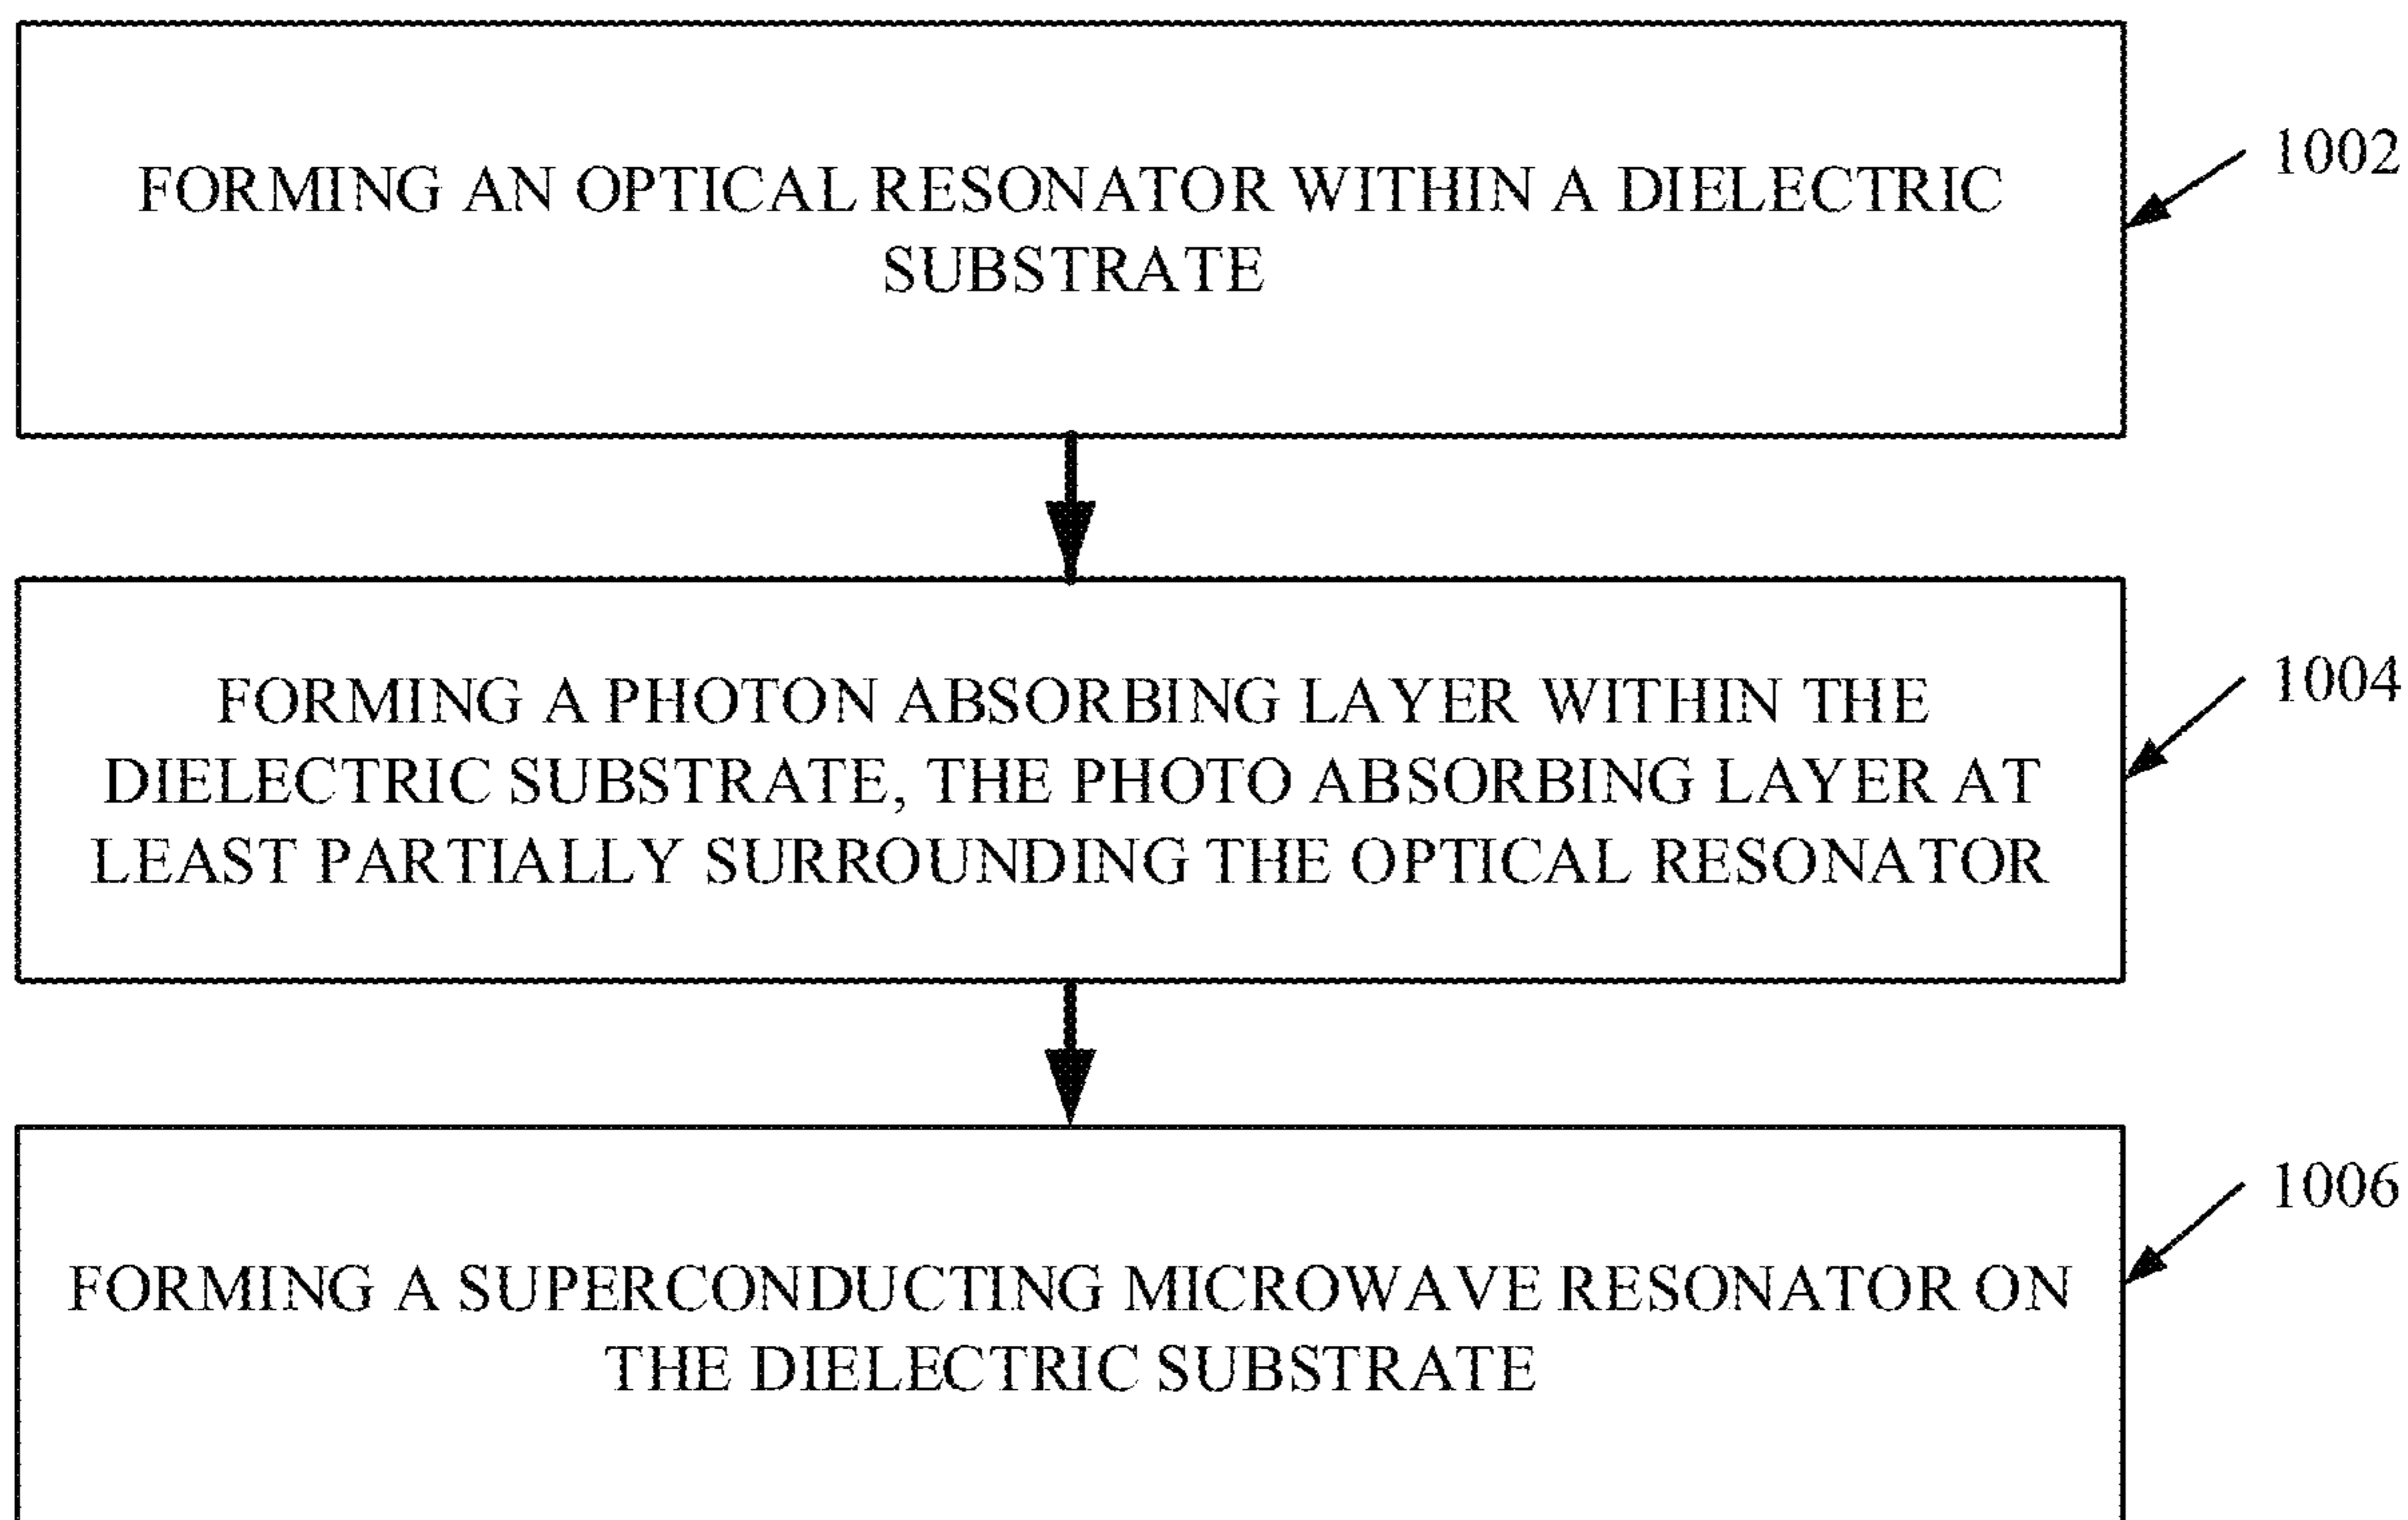 FORMING AN OPTICAL RESONATOR WITHIN A DIELECTRIC
SUBSTRATE
1002
FORMING A PHOTON ABSORBING LAYER WITHIN THE
DIELECTRIC SUBSTRATE, THE PHOTO ABSORBING LAYER AT
LEAST PARTIALLY SURROUNDING THE OPTICAL RESONATOR
1004
FORMING A SUPERCONDUCTING MICROWAVE RESONATOR ON
THE DIELECTRIC SUBSTRATE
1006